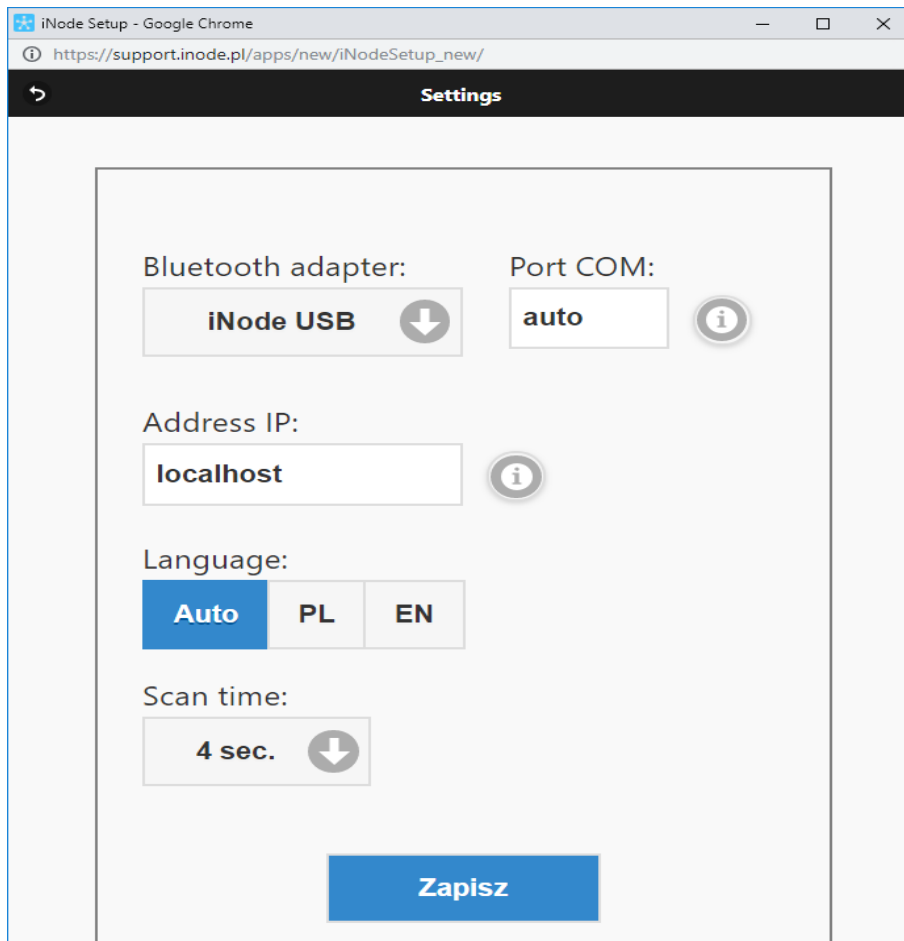 iNode Setup - Google Chrome
https://support.inode.pl/apps/new/iNodeSetup_new/
Settings
Bluetooth adapter: Port COM:
iNode USB auto
Address IP:
localhost
Language:
Auto PL EN
Scan time:
4 sec.
Zapisz